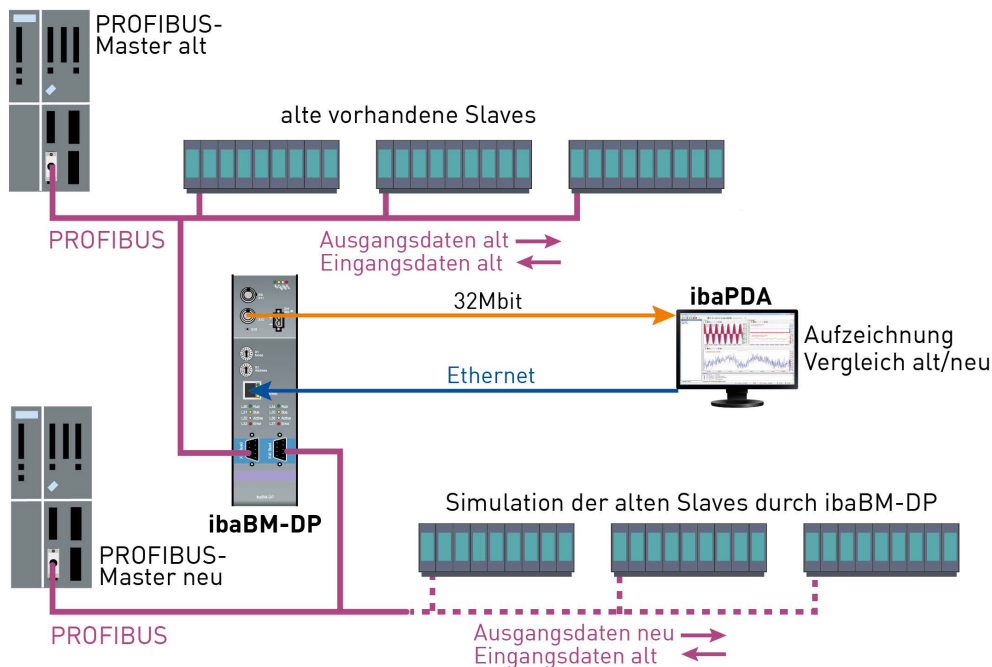 PROFIBUS-
Master alt
alte vorhandene Slaves
PROFIBUS
Ausgangsdaten alt
Eingangsdaten alt
32Mbit
ibaPDA
Aufzeichnung
Vergleich alt/neu
Ethernet
ibaBM-DP
PROFIBUS-
Master neu
Simulation der alten Slaves durch ibaBM-DP
PROFIBUS
Ausgangsdaten neu
Eingangsdaten alt